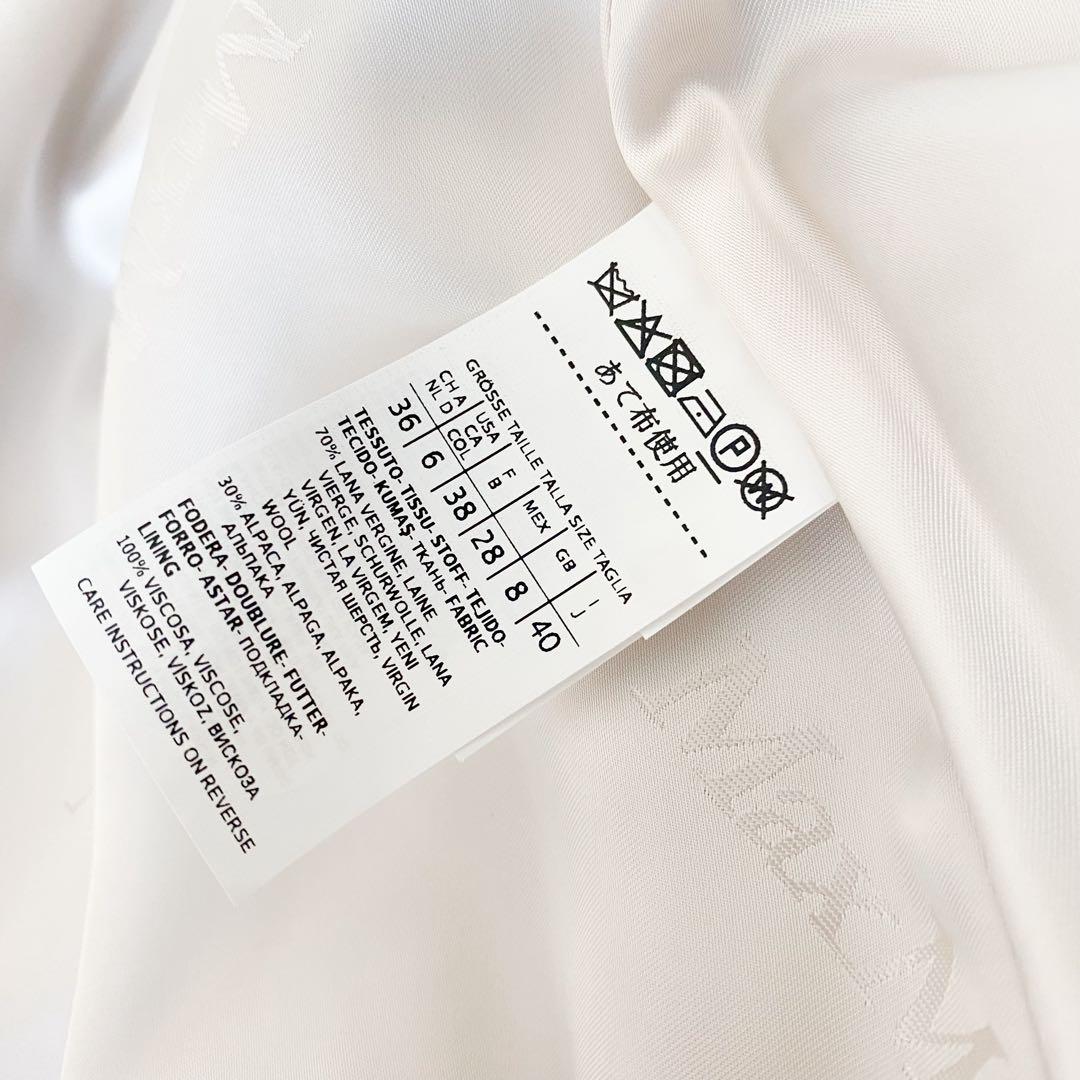 あて布使用
GRÖSSE TAILLE TALLA SIZE TAGLIA
CH A USA F MEX GB I
NL D CA B J
COL
36 6 38 28 8 40
TESSUTO- TISSU- STOFF- TEJIDO-
TECIDO- KUMAŞ- ТКАНЬ- FABRIC
70% LANA VERGINE, LAINE
VIERGE, SCHURWOLLE, LANA
VIRGEN, LA VIRGEM, YENI
YÜN, ЧИСТАЯ ШЕРСТЬ, VIRGIN
WOOL
30% ALPACA, ALPAGA, ALPAKA,
АЛЬПАКА
FODERA- DOUBLURE- FUTTER-
FORRO- ASTAR- ПОДКЛАДКА-
LINING
100% VISCOSA, VISCOSE,
VISKOSE, VİSKOZ, ВИСКОЗА
CARE INSTRUCTIONS ON REVERSE
MaxM